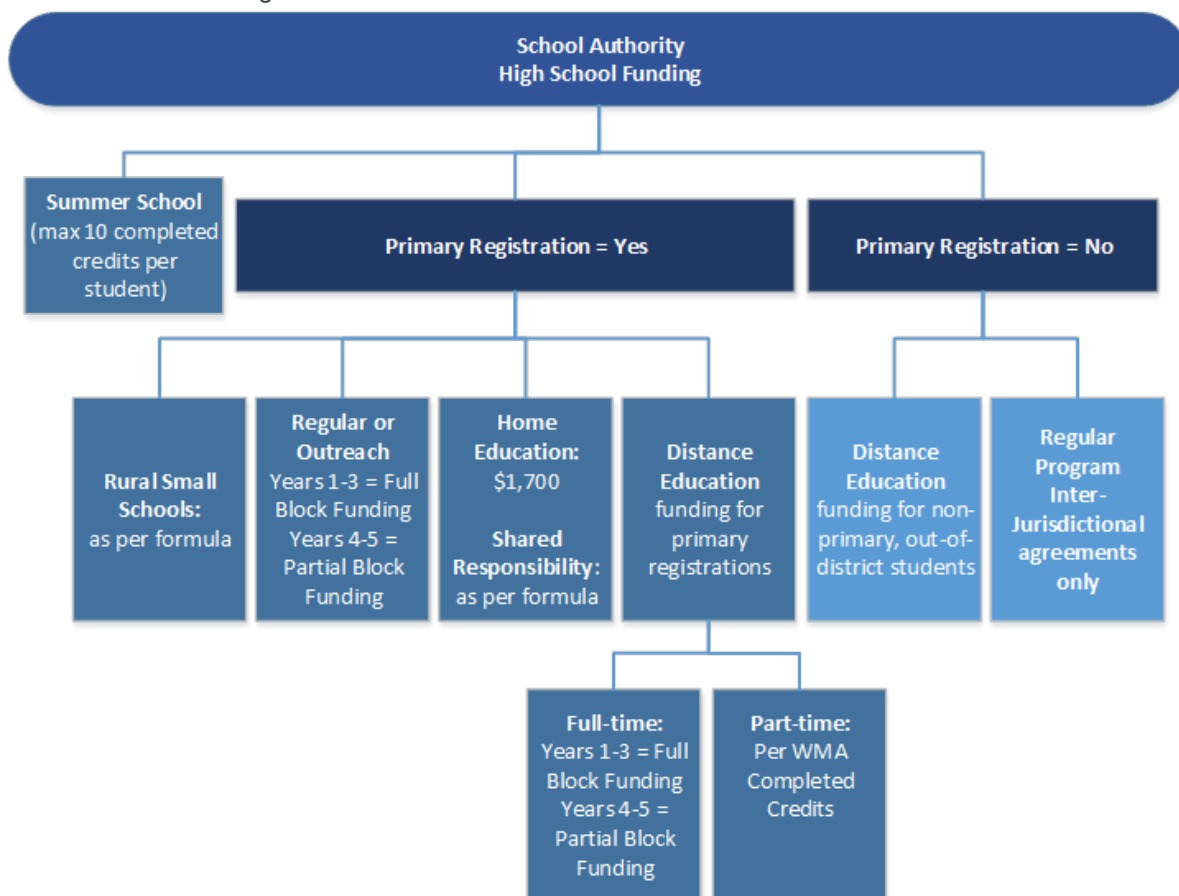 School Authority
High School Funding
Summer School
(max 10 completed
credits per
student)
Primary Registration = Yes
Primary Registration = No
Rural Small
Schools:
as per formula
Regular or
Outreach
Years 1-3 = Full
Block Funding
Years 4-5 =
Partial Block
Funding
Home
Education:
$1,700
Shared
Responsibility:
as per formula
Distance
Education
funding for
primary
registrations
Distance
Education
funding for non-
primary, out-of-
district students
Regular
Program
Inter-
Jurisdictional
agreements
only
Full-time:
Years 1-3 = Full
Block Funding
Years 4-5 =
Partial Block
Funding
Part-time:
Per WMA
Completed
Credits